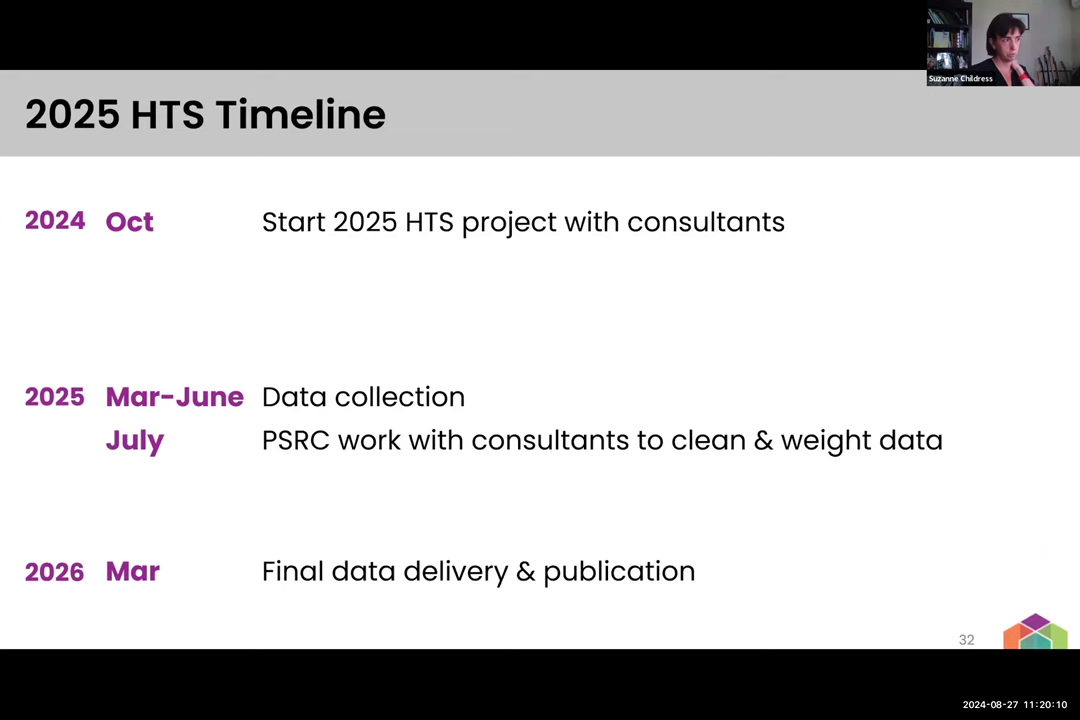 Suzanne Childress
2025 HTS Timeline
2024 Oct Start 2025 HTS project with consultants
2025 Mar-June Data collection
July PSRC work with consultants to clean & weight data
2026 Mar Final data delivery & publication
32
2024-08-27 11:20:10